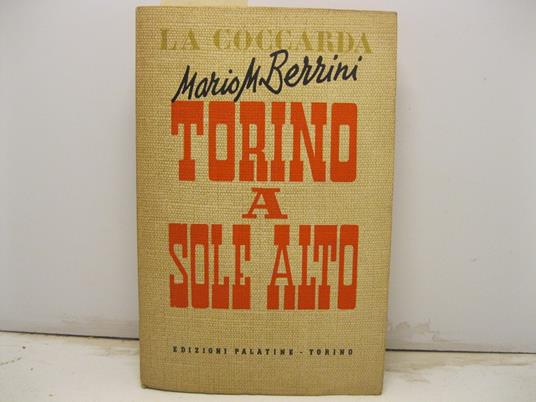 LA COCCARDA
Mario M Berrini
TORINO
A
SOLE ALTO
EDIZIONI PALATINE - TORINO